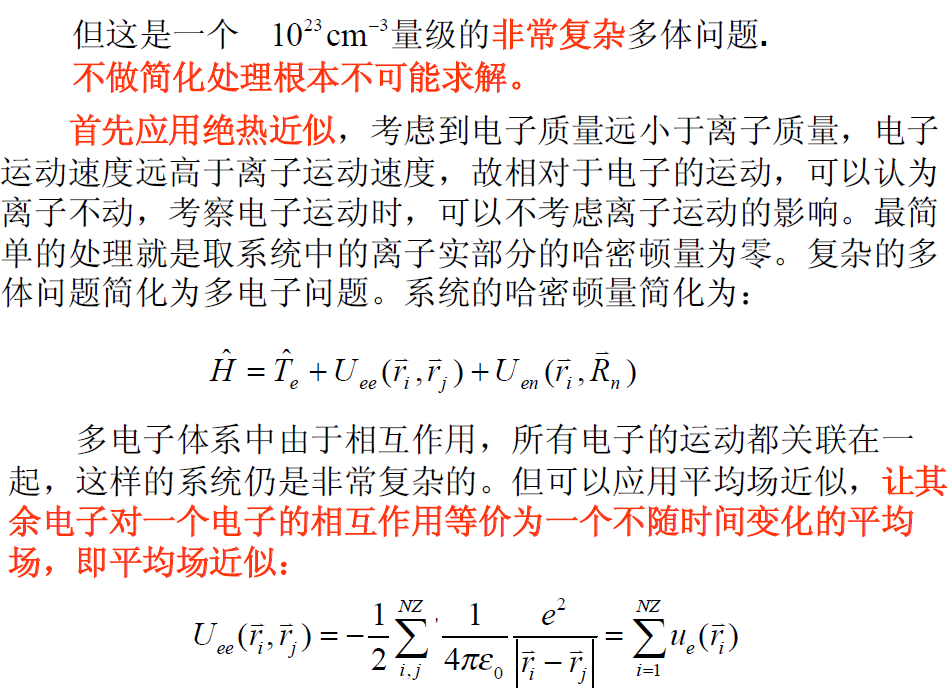 但这是一个 10²³ cm⁻³量级的非常复杂多体问题.
不做简化处理根本不可能求解。
首先应用绝热近似，考虑到电子质量远小于离子质量，电子
运动速度远高于离子运动速度，故相对于电子的运动，可以认为
离子不动，考察电子运动时，可以不考虑离子运动的影响。最简
单的处理就是取系统中的离子实部分的哈密顿量为零。复杂的多
体问题简化为多电子问题。系统的哈密顿量简化为：
$\hat{H} = \hat{T}_e + U_{ee}(\vec{r}_i, \vec{r}_j) + U_{en}(\vec{r}_i, \vec{R}_n)$
多电子体系中由于相互作用，所有电子的运动都关联在一
起，这样的系统仍是非常复杂的。但可以应用平均场近似，让其
余电子对一个电子的相互作用等价为一个不随时间变化的平均
场，即平均场近似：
$U_{ee}(\vec{r}_i, \vec{r}_j) = -\frac{1}{2} \sum_{i,j}^{NZ}{}' \frac{1}{4\pi\varepsilon_0} \frac{e^2}{|\vec{r}_i - \vec{r}_j|} = \sum_{i=1}^{NZ} u_e(\vec{r}_i)$